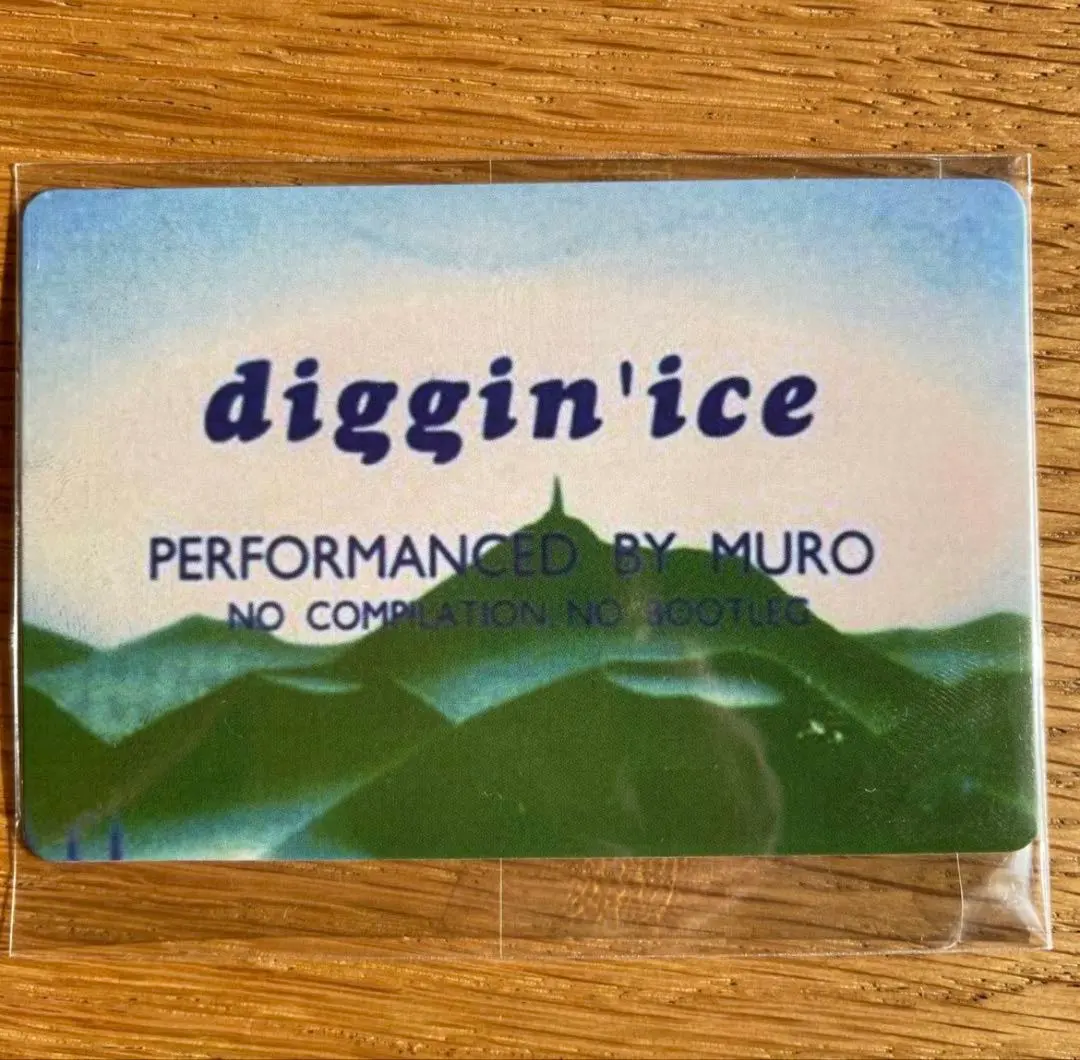 diggin'ice
PERFORMANCED BY MURO
NO COMPILATION NO BOOTLEG